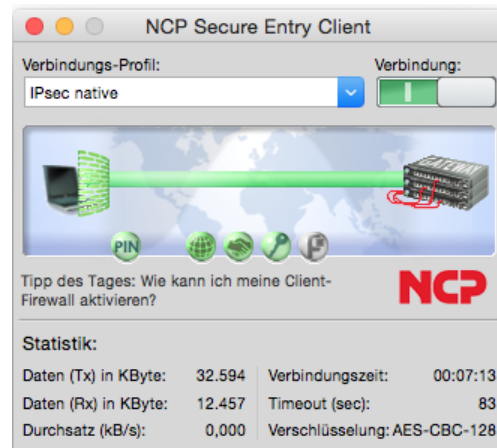 NCP Secure Entry Client
Verbindungs-Profil: Verbindung:
IPsec native
GATEWAY
PIN
Tipp des Tages: Wie kann ich meine Client-
Firewall aktivieren?
NCP
Statistik:
Daten (Tx) in KByte: 32.594 Verbindungszeit: 00:07:13
Daten (Rx) in KByte: 12.457 Timeout (sec): 83
Durchsatz (kB/s): 0,000 Verschlüsselung: AES-CBC-128